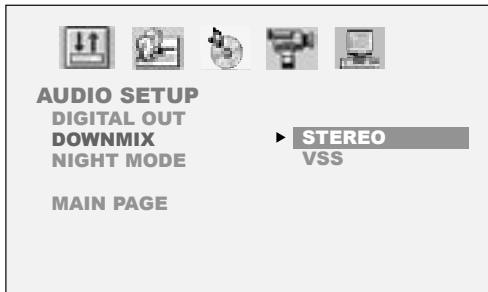 AUDIO SETUP
DIGITAL OUT
DOWNMIX ▶ STEREO
NIGHT MODE VSS
MAIN PAGE